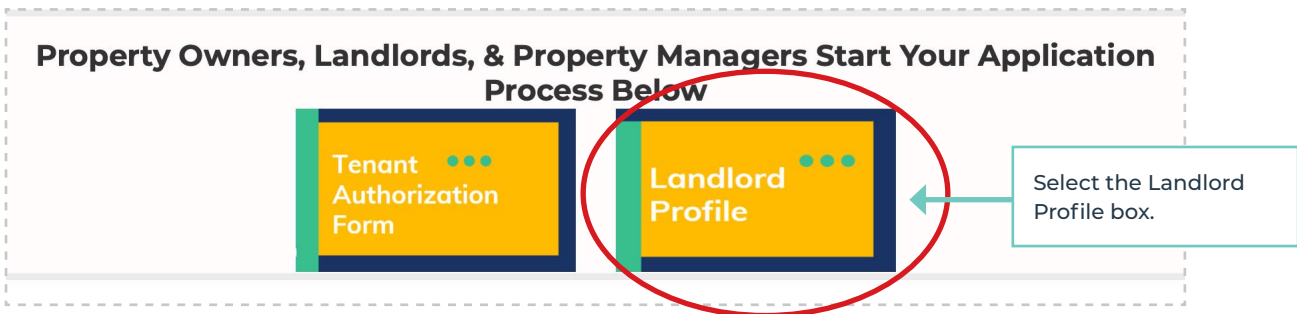 Property Owners, Landlords, & Property Managers Start Your Application
Process Below
Tenant
Authorization
Form
Landlord
Profile
Select the Landlord
Profile box.